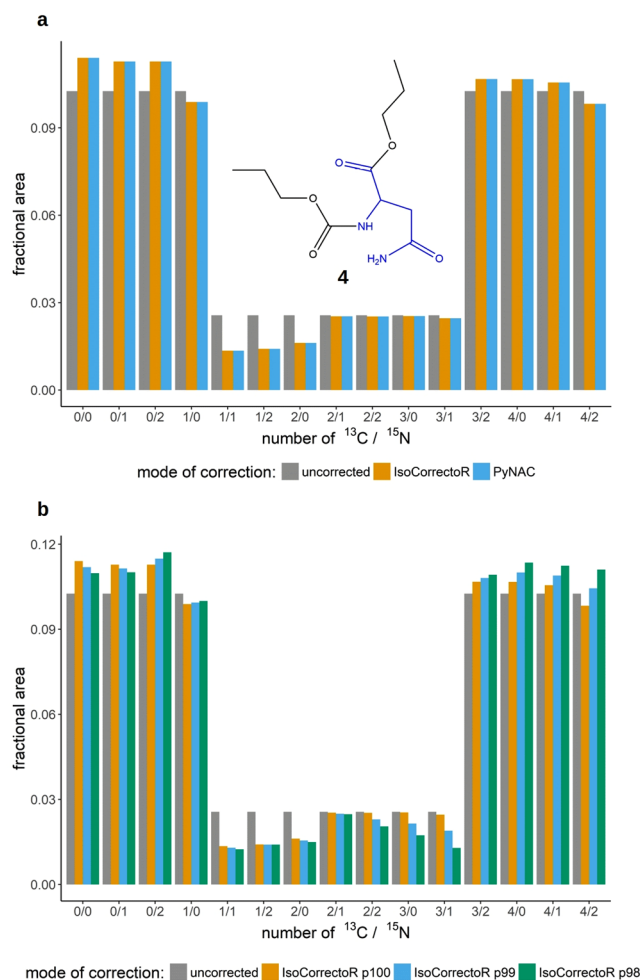 a
fractional area
0.09
0.06
0.03
0.00
O
O
O
O
NH
H₂N
O
4
0/0 0/1 0/2 1/0 1/1 1/2 2/0 2/1 2/2 3/0 3/1 3/2 4/0 4/1 4/2
number of ¹³C / ¹⁵N
mode of correction: uncorrected IsoCorrectoR PyNAC
b
fractional area
0.12
0.09
0.06
0.03
0.00
0/0 0/1 0/2 1/0 1/1 1/2 2/0 2/1 2/2 3/0 3/1 3/2 4/0 4/1 4/2
number of ¹³C / ¹⁵N
mode of correction: uncorrected IsoCorrectoR p100 IsoCorrectoR p99 IsoCorrectoR p98